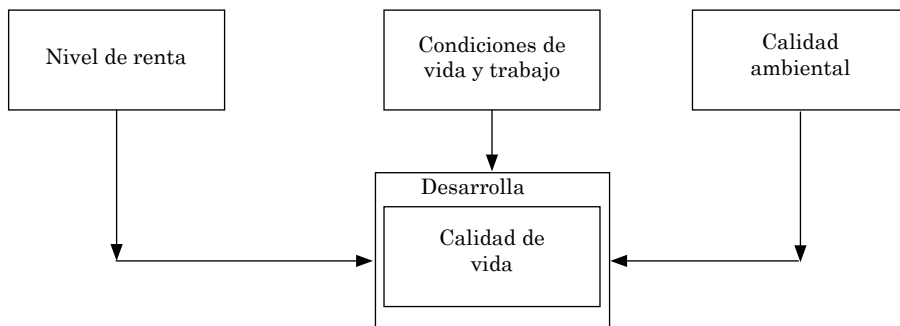 Nivel de renta
Condiciones de
vida y trabajo
Calidad
ambiental
Desarrolla
Calidad de
vida